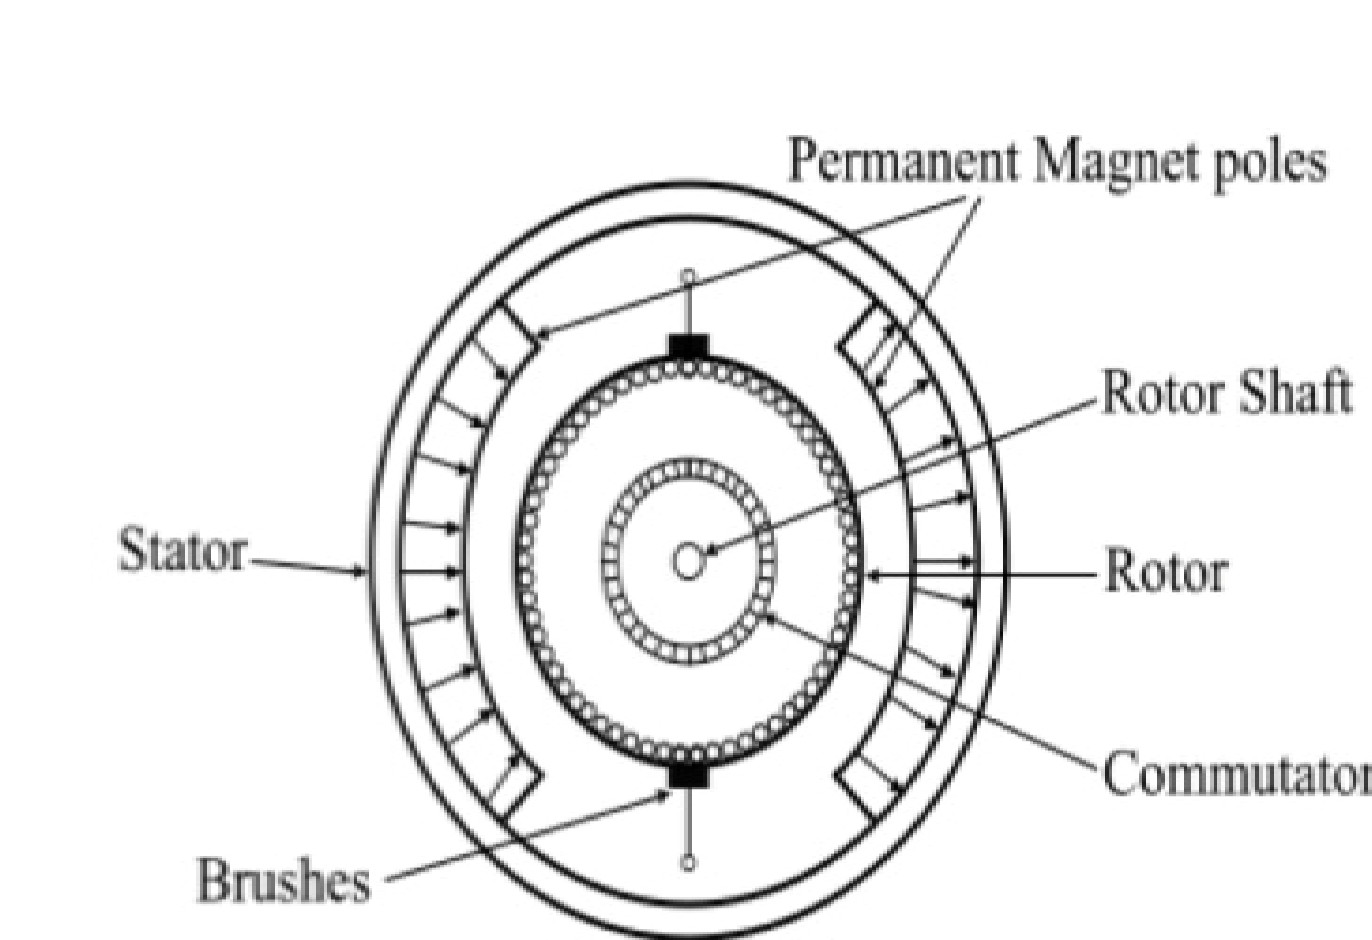 Permanent Magnet poles
Rotor Shaft
Stator
Rotor
Commutator
Brushes